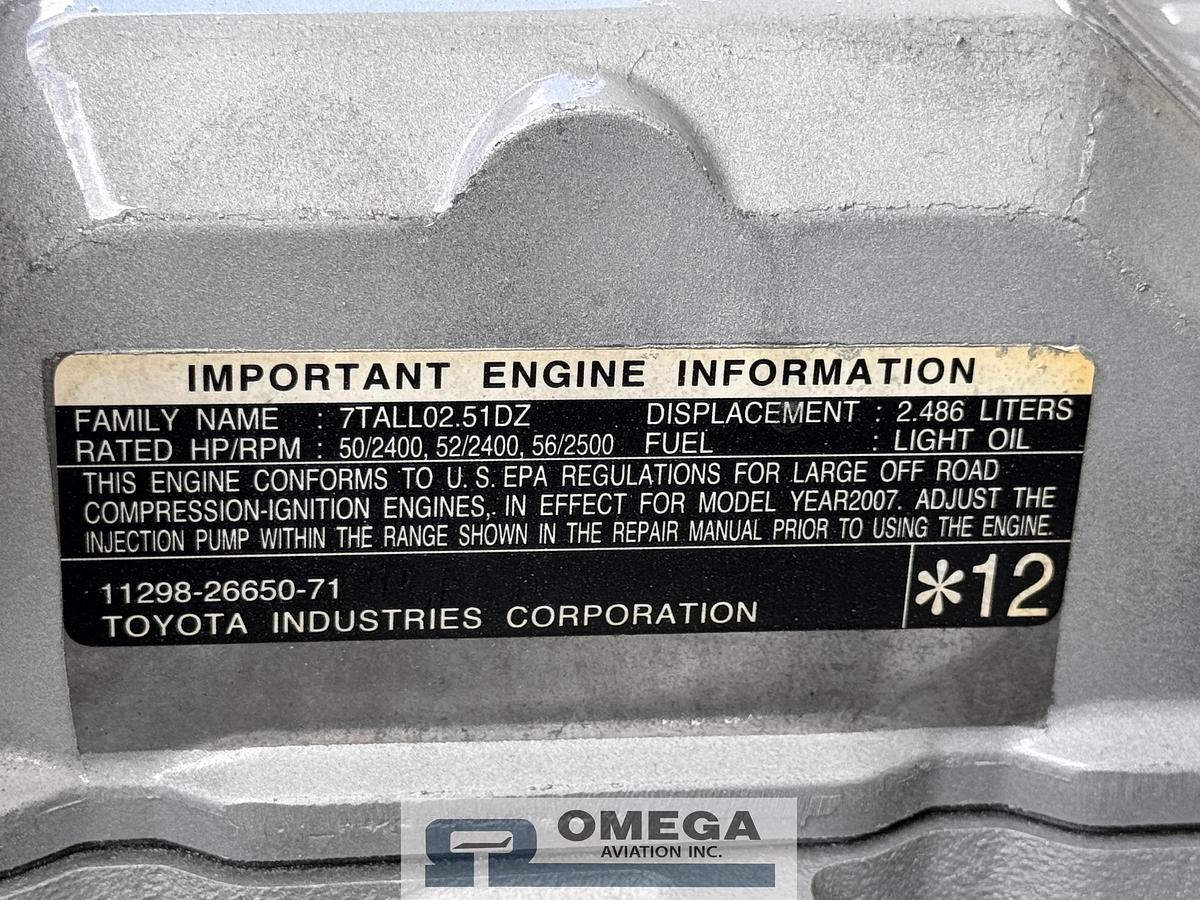 IMPORTANT ENGINE INFORMATION
FAMILY NAME : 7TALL02.51DZ DISPLACEMENT : 2.486 LITERS
RATED HP/RPM : 50/2400, 52/2400, 56/2500 FUEL : LIGHT OIL
THIS ENGINE CONFORMS TO U.S. EPA REGULATIONS FOR LARGE OFF ROAD
COMPRESSION-IGNITION ENGINES,. IN EFFECT FOR MODEL YEAR2007. ADJUST THE
INJECTION PUMP WITHIN THE RANGE SHOWN IN THE REPAIR MANUAL PRIOR TO USING THE ENGINE.
11298-26650-71
TOYOTA INDUSTRIES CORPORATION
*12
OMEGA
AVIATION INC.